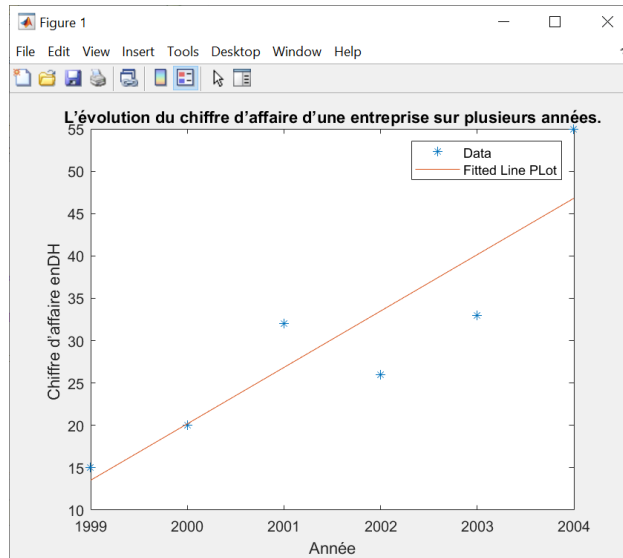 Figure 1
File Edit View Insert Tools Desktop Window Help
L'évolution du chiffre d'affaire d'une entreprise sur plusieurs années.
Data
Fitted Line PLot
Chiffre d'affaire enDH
55
50
45
40
35
30
25
20
15
10
1999 2000 2001 2002 2003 2004
Année